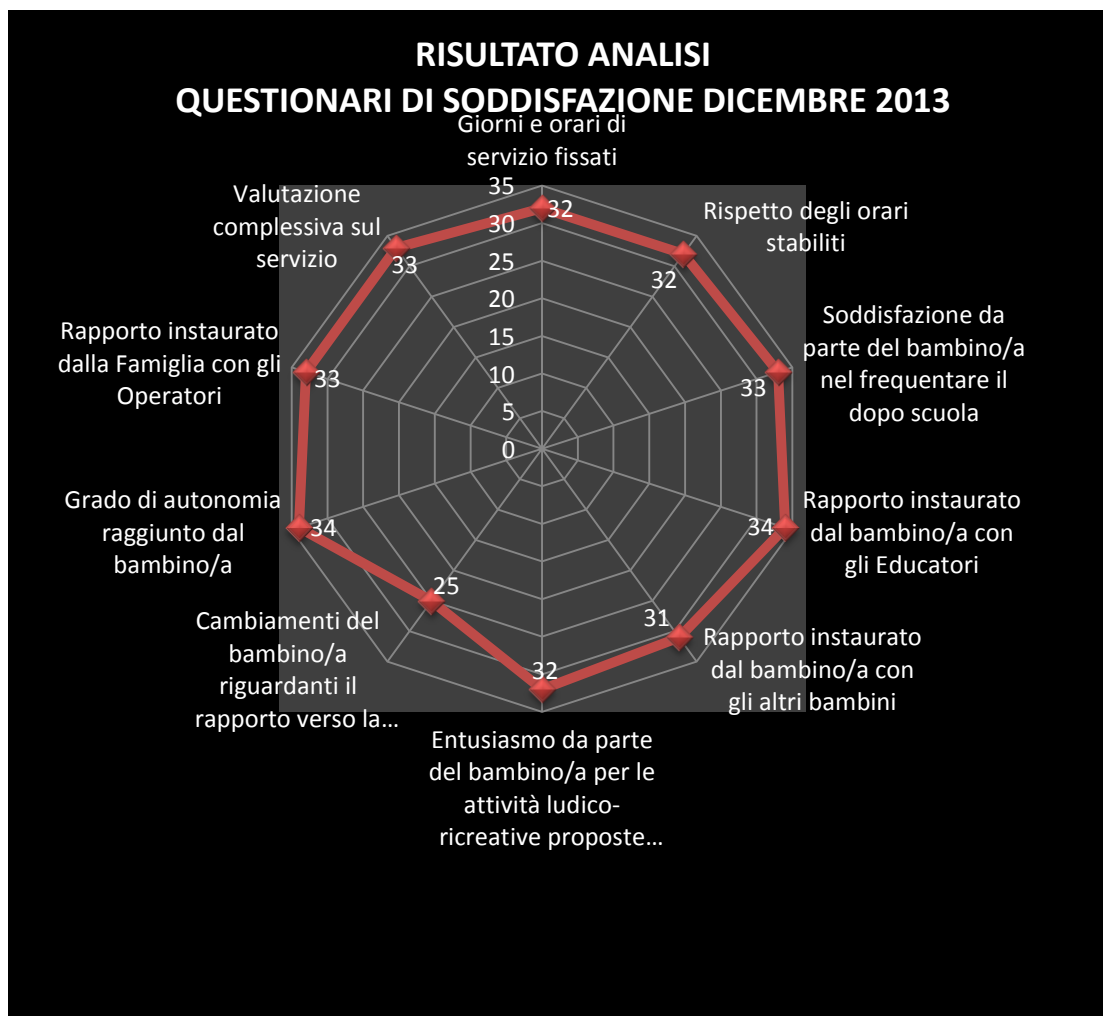 RISULTATO ANALISI
QUESTIONARI DI SODDISFAZIONE DICEMBRE 2013
Giorni e orari di
servizio fissati
Rispetto degli orari
stabiliti
Soddisfazione da
parte del bambino/a
nel frequentare il
dopo scuola
Rapporto instaurato
dal bambino/a con
gli Educatori
Rapporto instaurato
dal bambino/a con
gli altri bambini
Entusiasmo da parte
del bambino/a per le
attività ludico-
ricreative proposte...
Cambiamenti del
bambino/a
riguardanti il
rapporto verso la...
Grado di autonomia
raggiunto dal
bambino/a
Rapporto instaurato
dalla Famiglia con gli
Operatori
Valutazione
complessiva sul
servizio
35
30
25
20
15
10
5
0
32
32
33
34
31
32
25
34
33
33